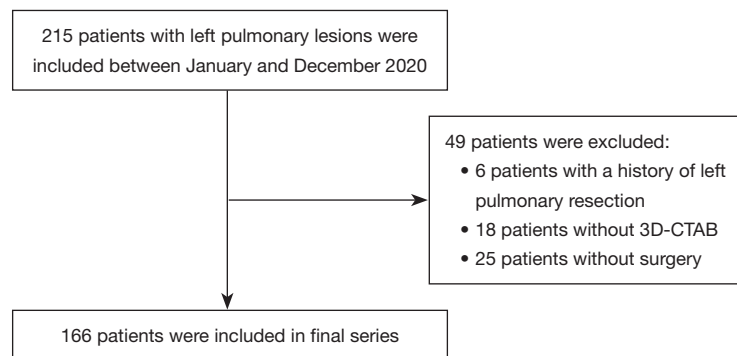 215 patients with left pulmonary lesions were
included between January and December 2020
49 patients were excluded:
• 6 patients with a history of left
pulmonary resection
• 18 patients without 3D-CTAB
• 25 patients without surgery
166 patients were included in final series